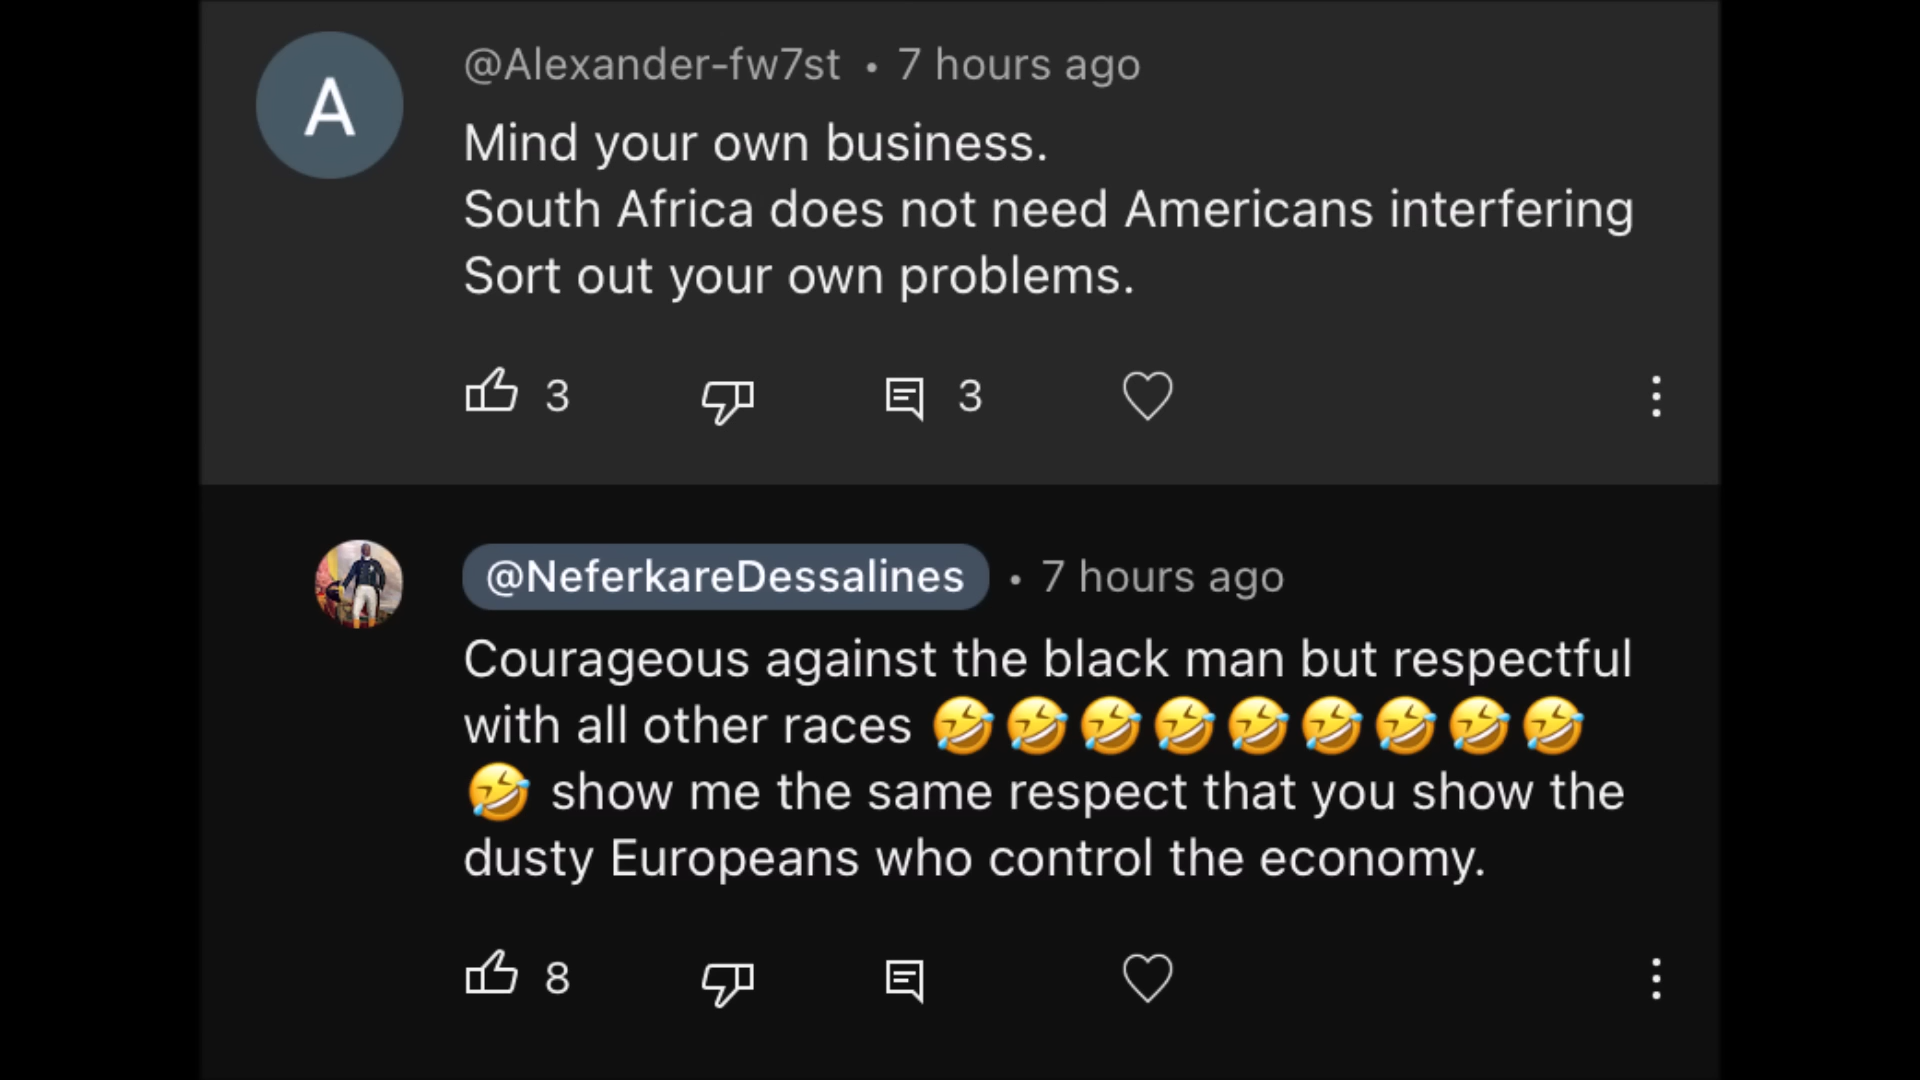 A
@Alexander-fw7st • 7 hours ago
Mind your own business.
South Africa does not need Americans interfering
Sort out your own problems.
3 3
@NeferkareDessalines • 7 hours ago
Courageous against the black man but respectful
with all other races 🤣🤣🤣🤣🤣🤣🤣🤣🤣
🤣 show me the same respect that you show the
dusty Europeans who control the economy.
8